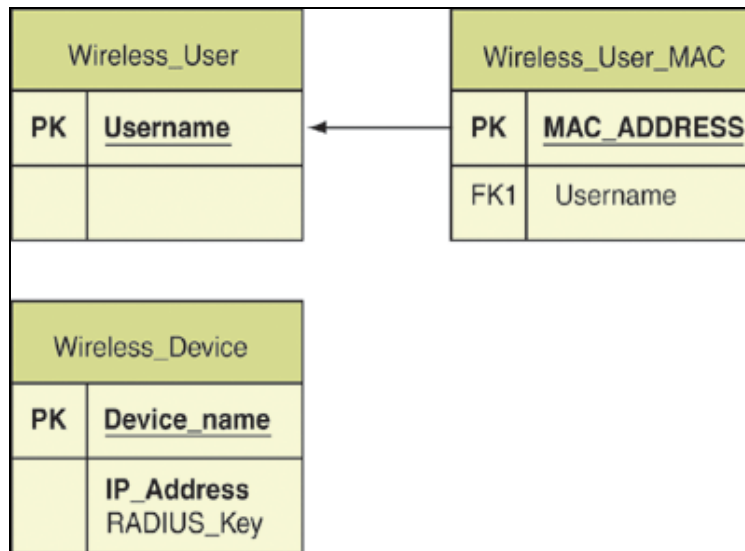 Wireless_User
PK Username
Wireless_User_MAC
PK MAC_ADDRESS
FK1 Username
Wireless_Device
PK Device_name
IP_Address
RADIUS_Key